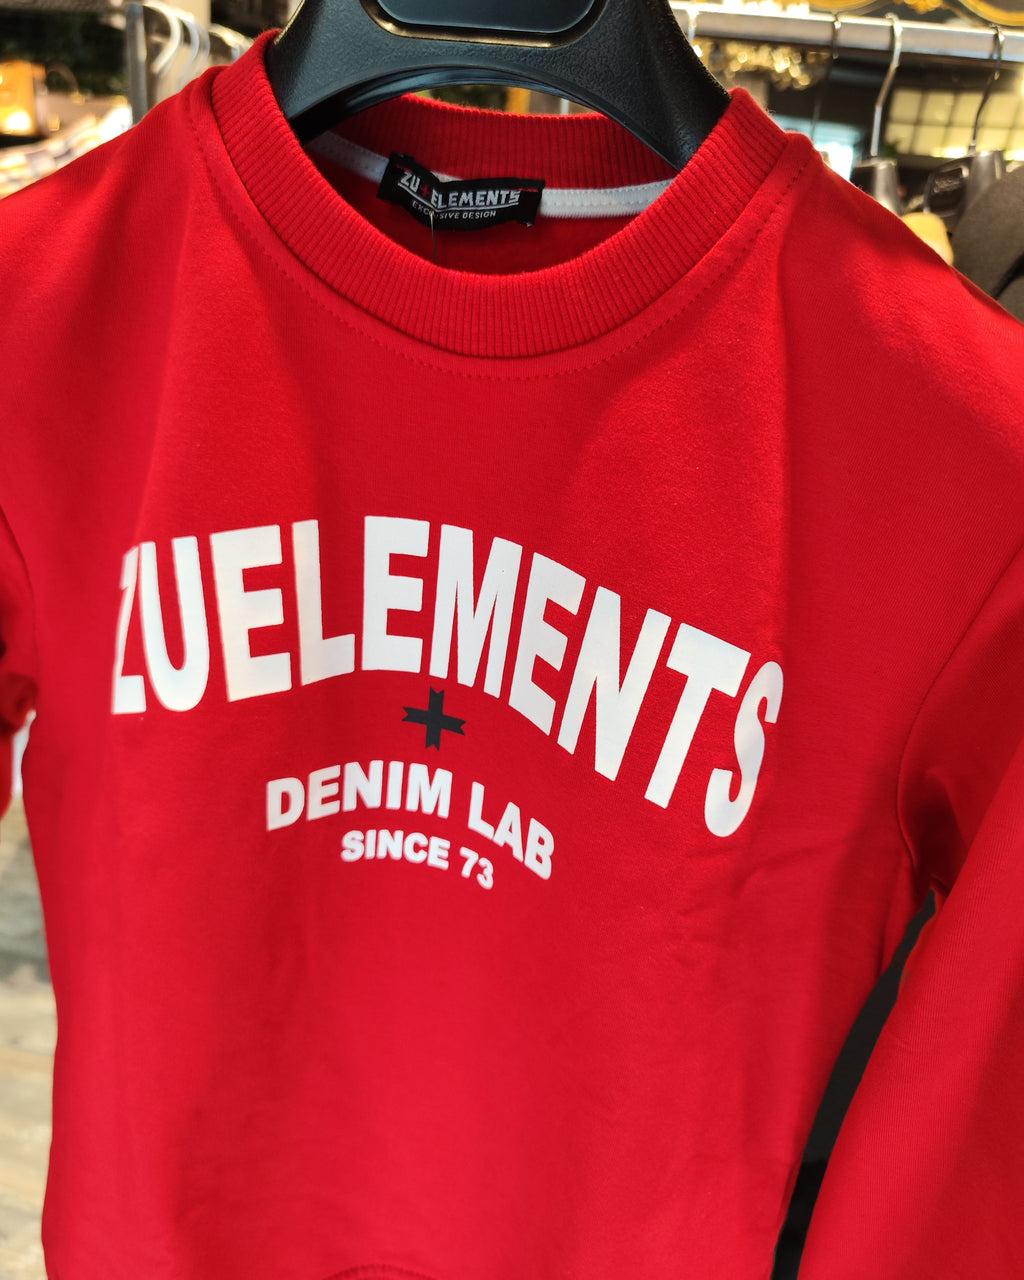 ZU+ELEMENTS
EXCLUSIVE DESIGN
ZUELEMENTS
DENIM LAB
SINCE 73